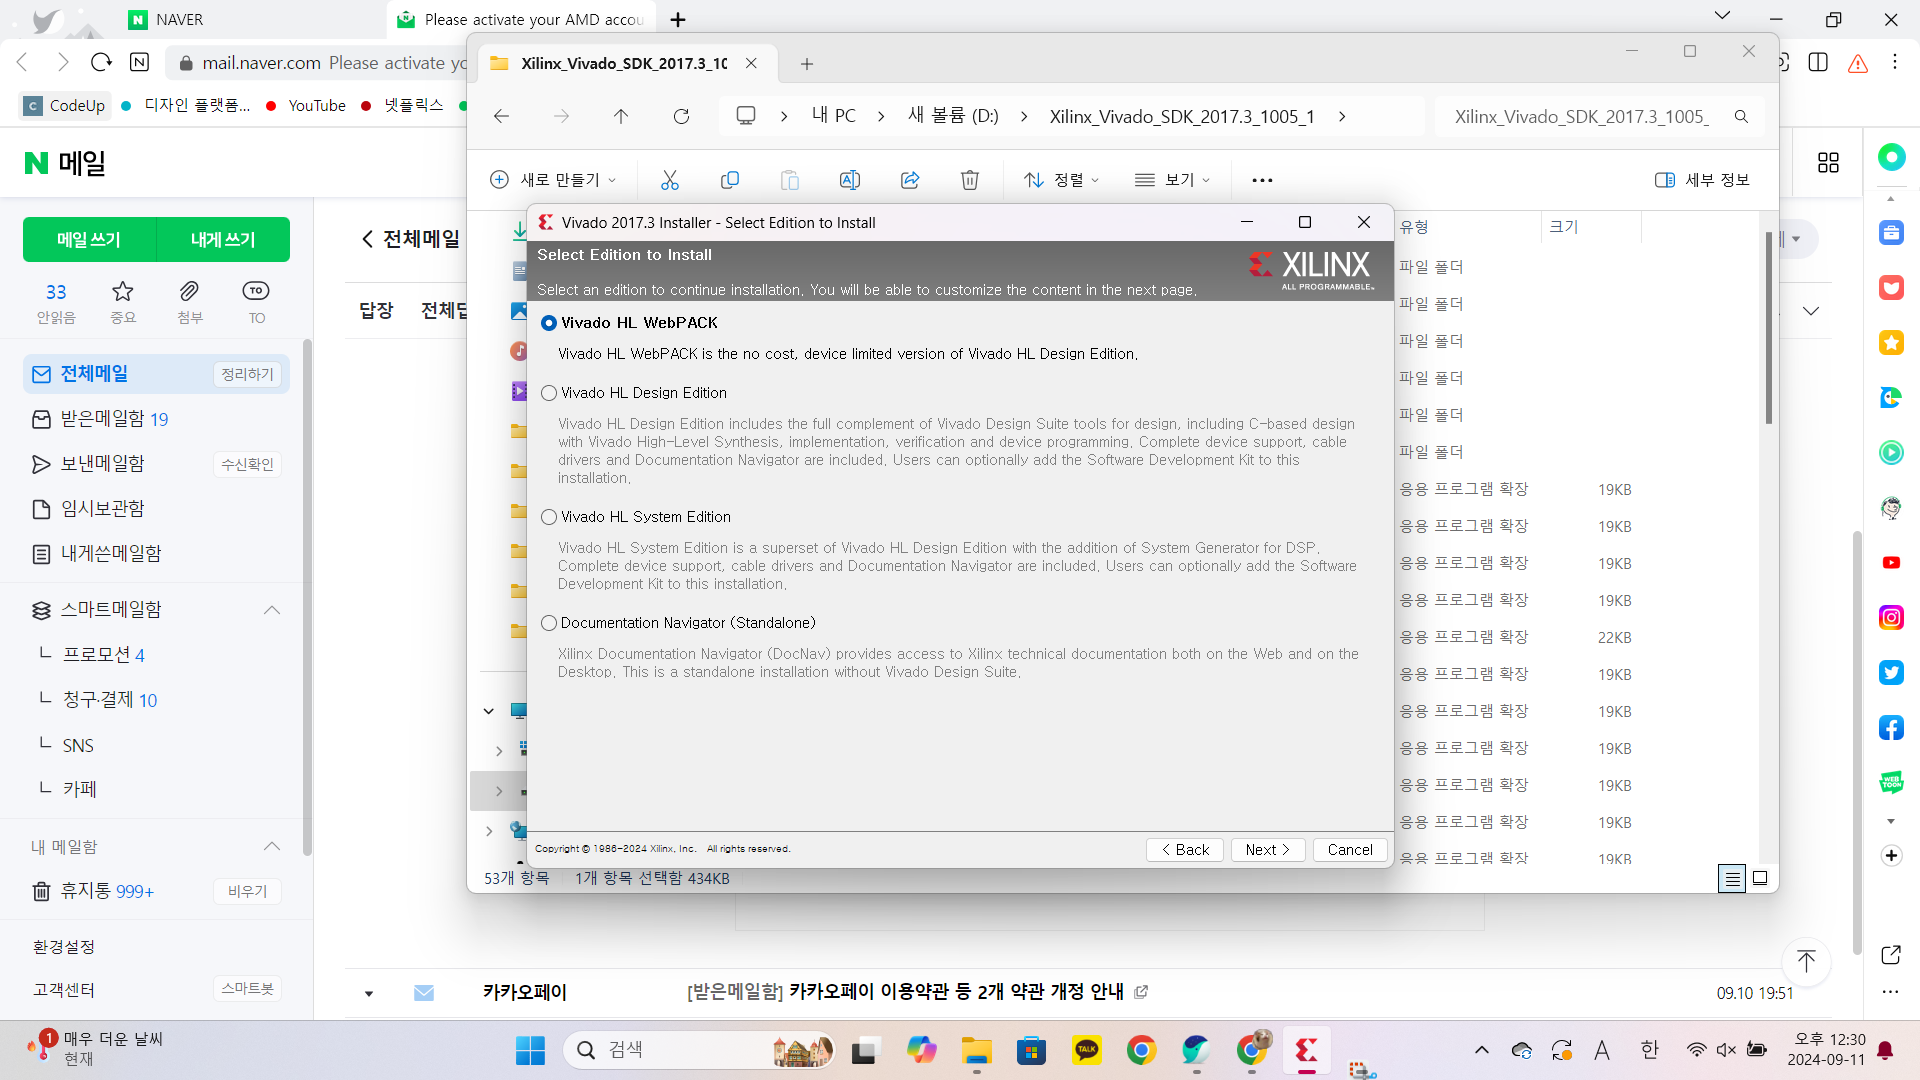 NAVER
Please activate your AMD accou
mail.naver.com Please activate yo
CodeUp
디자인 플랫폼...
YouTube
넷플릭스
Xilinx_Vivado_SDK_2017.3_10
내 PC
새 볼륨 (D:)
Xilinx_Vivado_SDK_2017.3_1005_1
Xilinx_Vivado_SDK_2017.3_1005_
새로 만들기
정렬
보기
세부 정보
N 메일
메일 쓰기
내게 쓰기
33
안읽음
중요
첨부
TO
TO
전체메일
정리하기
받은메일함 19
보낸메일함
수신확인
임시보관함
내게쓴메일함
스마트메일함
프로모션 4
청구·결제 10
SNS
카페
내 메일함
휴지통 999+
비우기
환경설정
고객센터
스마트봇
전체메일
답장
전체답
Vivado 2017.3 Installer - Select Edition to Install
Select Edition to Install
Select an edition to continue installation. You will be able to customize the content in the next page.
XILINX
ALL PROGRAMMABLE
Vivado HL WebPACK
Vivado HL WebPACK is the no cost, device limited version of Vivado HL Design Edition.
Vivado HL Design Edition
Vivado HL Design Edition includes the full complement of Vivado Design Suite tools for design, including C-based design
with Vivado High-Level Synthesis, implementation, verification and device programming. Complete device support, cable
drivers and Documentation Navigator are included. Users can optionally add the Software Development Kit to this
installation.
Vivado HL System Edition
Vivado HL System Edition is a superset of Vivado HL Design Edition with the addition of System Generator for DSP.
Complete device support, cable drivers and Documentation Navigator are included. Users can optionally add the Software
Development Kit to this installation.
Documentation Navigator (Standalone)
Xilinx Documentation Navigator (DocNav) provides access to Xilinx technical documentation both on the Web and on the
Desktop. This is a standalone installation without Vivado Design Suite.
Copyright © 1986-2024 Xilinx, Inc. All rights reserved.
< Back
Next >
Cancel
유형
크기
파일 폴더
파일 폴더
파일 폴더
파일 폴더
파일 폴더
파일 폴더
응용 프로그램 확장 19KB
응용 프로그램 확장 19KB
응용 프로그램 확장 19KB
응용 프로그램 확장 19KB
응용 프로그램 확장 22KB
응용 프로그램 확장 19KB
응용 프로그램 확장 19KB
응용 프로그램 확장 19KB
응용 프로그램 확장 19KB
응용 프로그램 확장 19KB
응용 프로그램 확장 19KB
53개 항목
1개 항목 선택함 434KB
카카오페이
[받은메일함] 카카오페이 이용약관 등 2개 약관 개정 안내
09.10 19:51
WEB
TOON
1
매우 더운 날씨
현재
검색
TALK
A
한
오후 12:30
2024-09-11